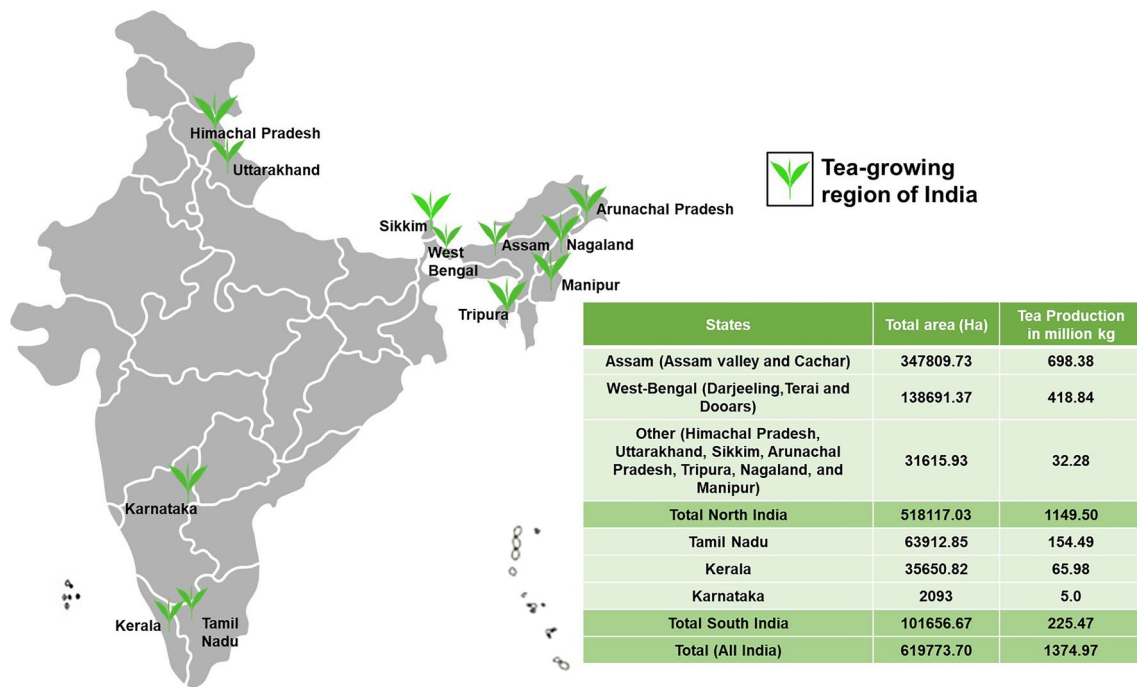 Himachal Pradesh
Uttarakhand
Tea-growing
region of India
Sikkim
Arunachal Pradesh
West
Bengal
Assam
Nagaland
Manipur
Tripura
Karnataka
Kerala
Tamil
Nadu
States Total area (Ha) Tea Production
in million kg
Assam (Assam valley and Cachar) 347809.73 698.38
West-Bengal (Darjeeling,Terai and
Dooars) 138691.37 418.84
Other (Himachal Pradesh,
Uttarakhand, Sikkim, Arunachal
Pradesh, Tripura, Nagaland, and
Manipur) 31615.93 32.28
Total North India 518117.03 1149.50
Tamil Nadu 63912.85 154.49
Kerala 35650.82 65.98
Karnataka 2093 5.0
Total South India 101656.67 225.47
Total (All India) 619773.70 1374.97